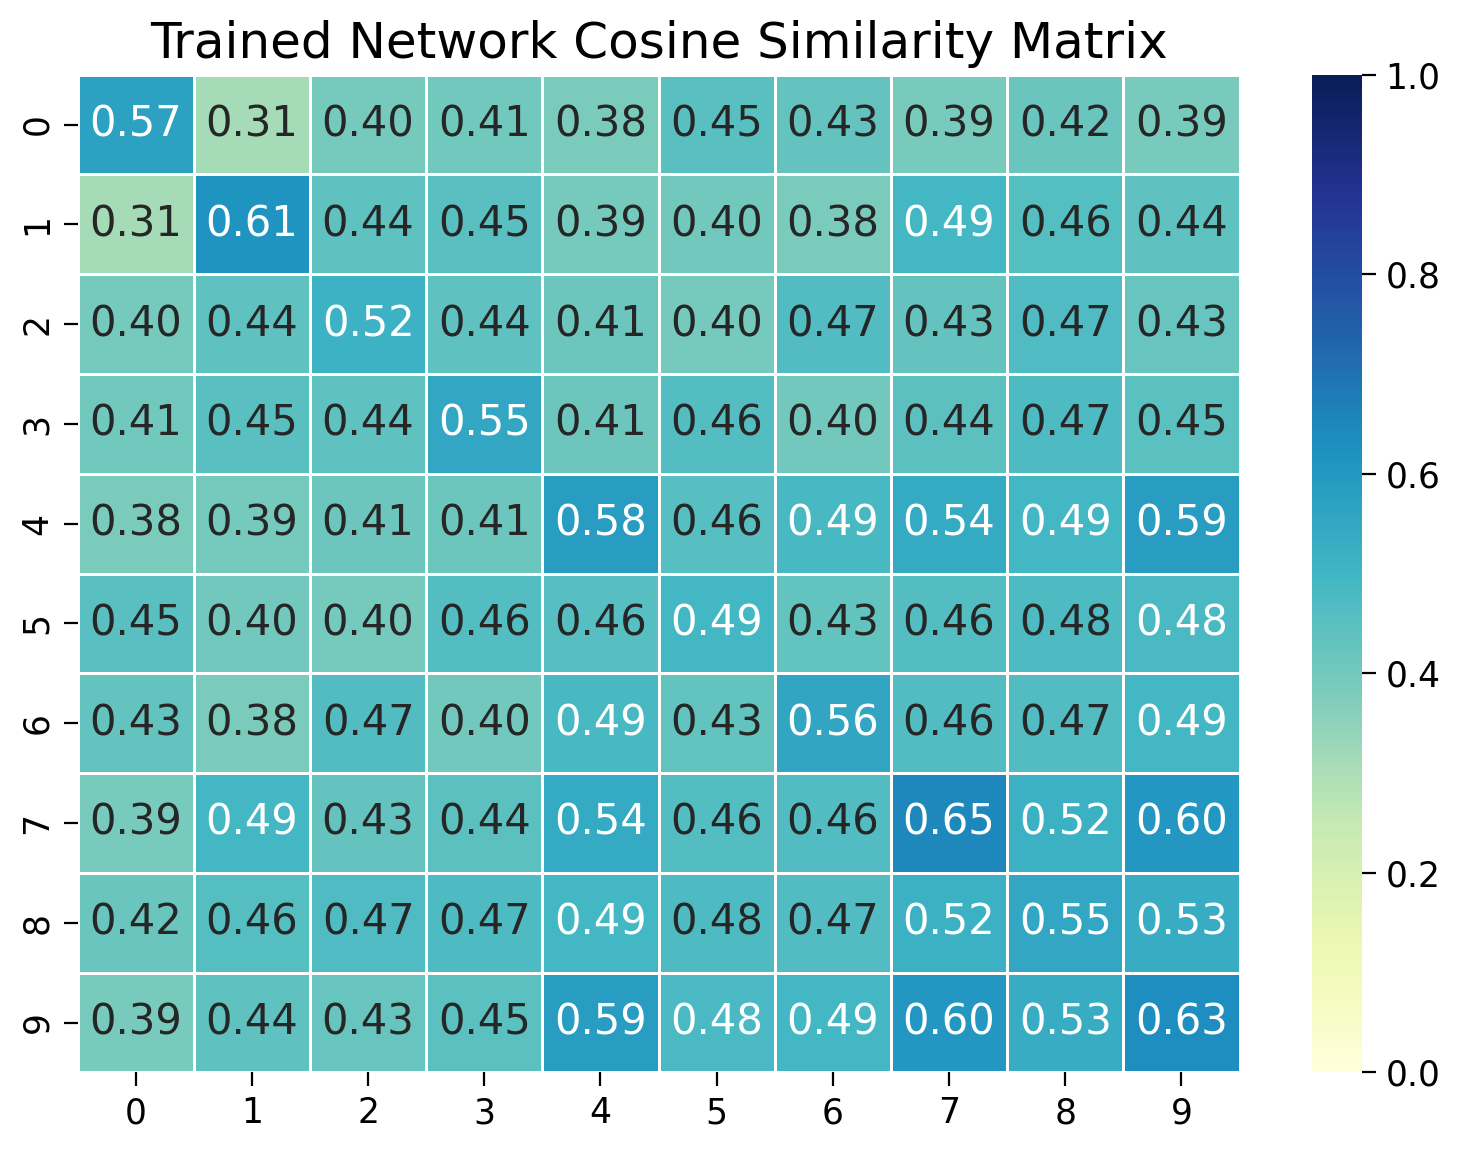 Trained Network Cosine Similarity Matrix
0 0.57 0.31 0.40 0.41 0.38 0.45 0.43 0.39 0.42 0.39
1 0.31 0.61 0.44 0.45 0.39 0.40 0.38 0.49 0.46 0.44
2 0.40 0.44 0.52 0.44 0.41 0.40 0.47 0.43 0.47 0.43
3 0.41 0.45 0.44 0.55 0.41 0.46 0.40 0.44 0.47 0.45
4 0.38 0.39 0.41 0.41 0.58 0.46 0.49 0.54 0.49 0.59
5 0.45 0.40 0.40 0.46 0.46 0.49 0.43 0.46 0.48 0.48
6 0.43 0.38 0.47 0.40 0.49 0.43 0.56 0.46 0.47 0.49
7 0.39 0.49 0.43 0.44 0.54 0.46 0.46 0.65 0.52 0.60
8 0.42 0.46 0.47 0.47 0.49 0.48 0.47 0.52 0.55 0.53
9 0.39 0.44 0.43 0.45 0.59 0.48 0.49 0.60 0.53 0.63
0 1 2 3 4 5 6 7 8 9
1.0
0.8
0.6
0.4
0.2
0.0